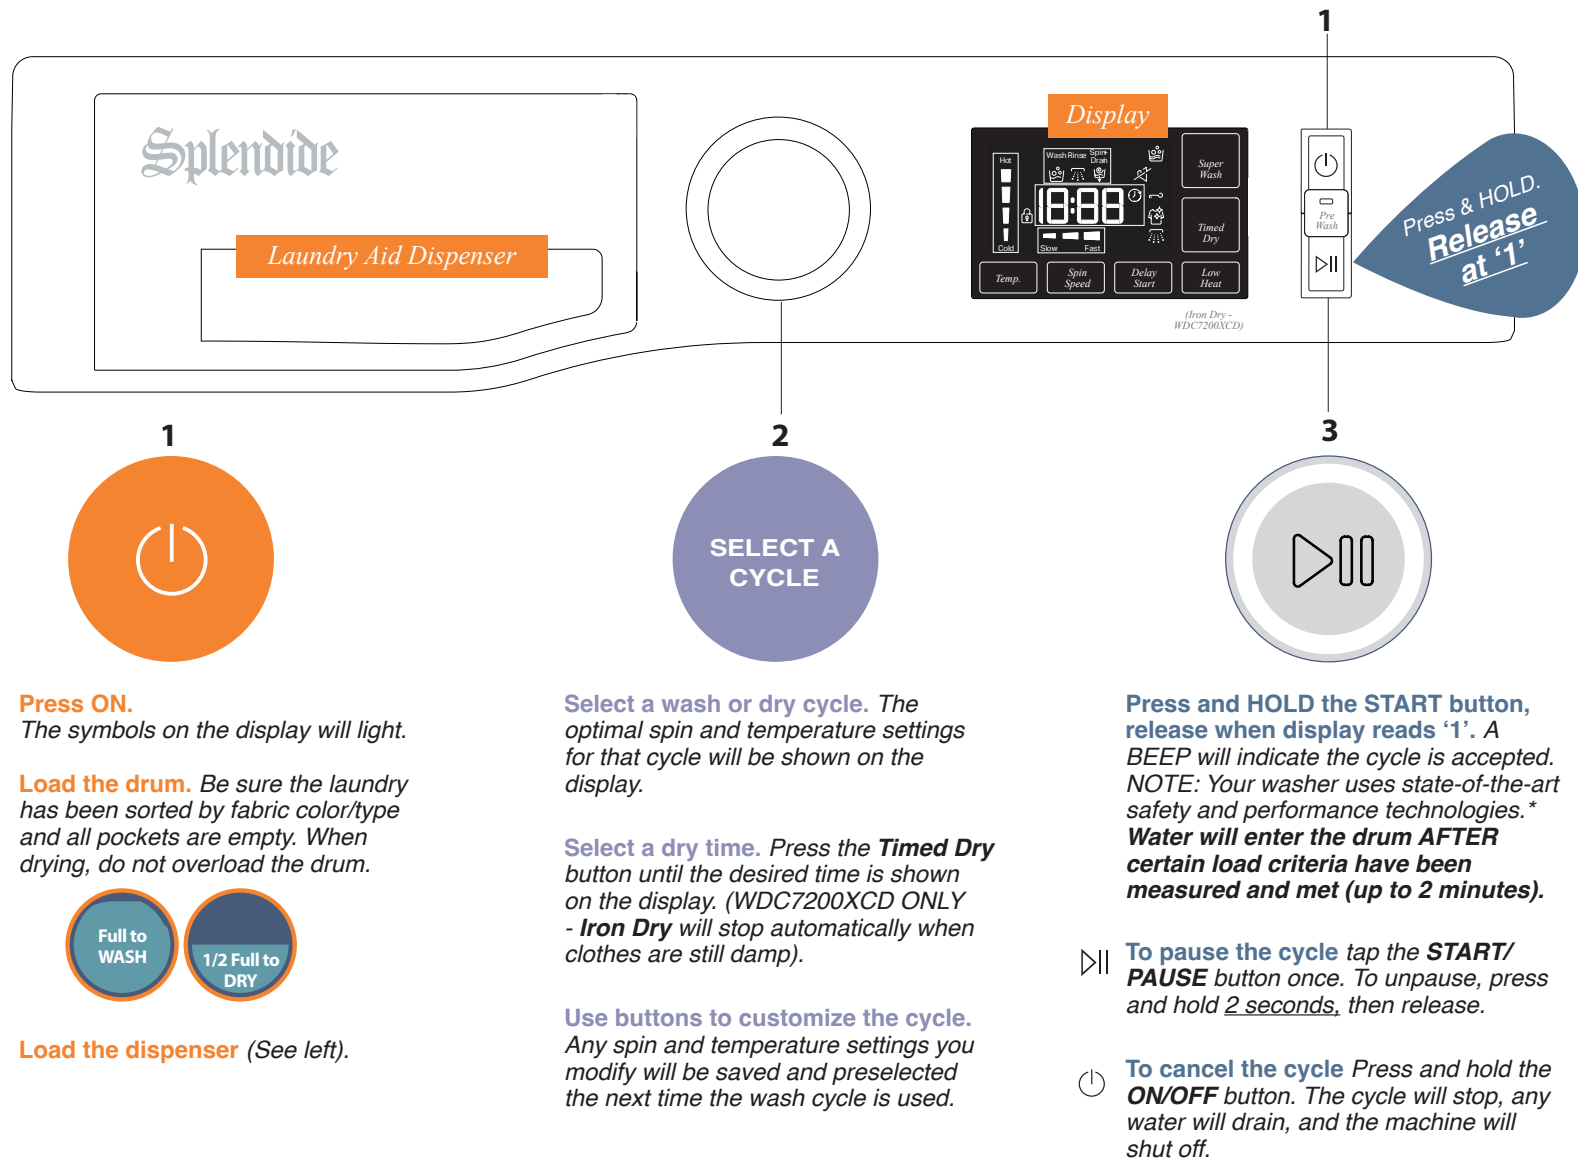 1
Splendide
Laundry Aid Dispenser
Display
Hot
Cold
Wash Rinse Spin+
Drain
18:88
Slow Fast
Super
Wash
Timed
Dry
Temp.
Spin
Speed
Delay
Start
Low
Heat
(Iron Dry -
WDC7200XCD)
Pre
Wash
Press & HOLD.
Release
at ‘1’
1
2
3
SELECT A
CYCLE
Press ON.
The symbols on the display will light.
Load the drum. Be sure the laundry
has been sorted by fabric color/type
and all pockets are empty. When
drying, do not overload the drum.
Full to
WASH
1/2 Full to
DRY
Load the dispenser (See left).
Select a wash or dry cycle. The
optimal spin and temperature settings
for that cycle will be shown on the
display.
Select a dry time. Press the Timed Dry
button until the desired time is shown
on the display. (WDC7200XCD ONLY
- Iron Dry will stop automatically when
clothes are still damp).
Use buttons to customize the cycle.
Any spin and temperature settings you
modify will be saved and preselected
the next time the wash cycle is used.
Press and HOLD the START button,
release when display reads ‘1’. A
BEEP will indicate the cycle is accepted.
NOTE: Your washer uses state-of-the-art
safety and performance technologies.*
Water will enter the drum AFTER
certain load criteria have been
measured and met (up to 2 minutes).
To pause the cycle tap the START/
PAUSE button once. To unpause, press
and hold 2 seconds, then release.
To cancel the cycle Press and hold the
ON/OFF button. The cycle will stop, any
water will drain, and the machine will
shut off.